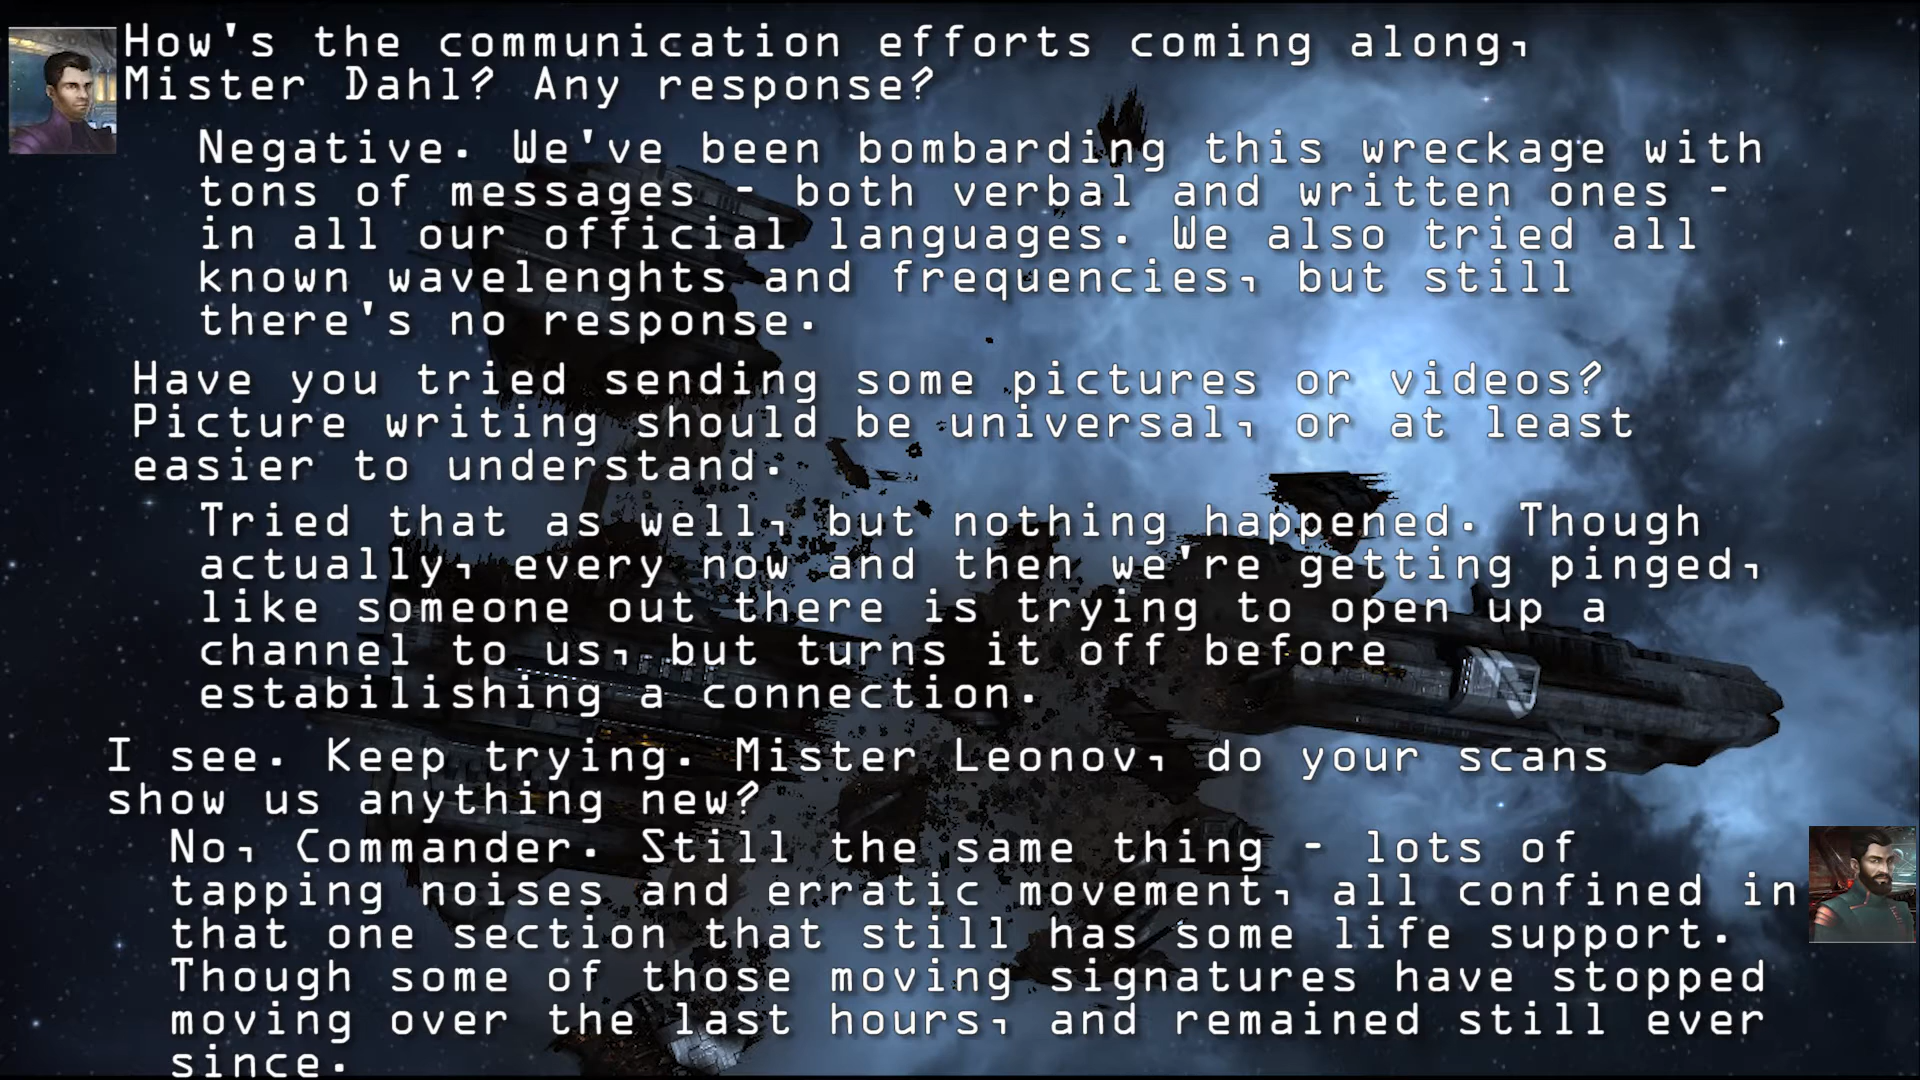 How's the communication efforts coming along,
Mister Dahl? Any response?
Negative. We've been bombarding this wreckage with
tons of messages - both verbal and written ones -
in all our official languages. We also tried all
known wavelenghts and frequencies, but still
there's no response.
Have you tried sending some pictures or videos?
Picture writing should be universal, or at least
easier to understand.
Tried that as well, but nothing happened. Though
actually, every now and then we're getting pinged,
like someone out there is trying to open up a
channel to us, but turns it off before
estabilishing a connection.
I see. Keep trying. Mister Leonov, do your scans
show us anything new?
No, Commander. Still the same thing - lots of
tapping noises and erratic movement, all confined in
that one section that still has some life support.
Though some of those moving signatures have stopped
moving over the last hours, and remained still ever
since.